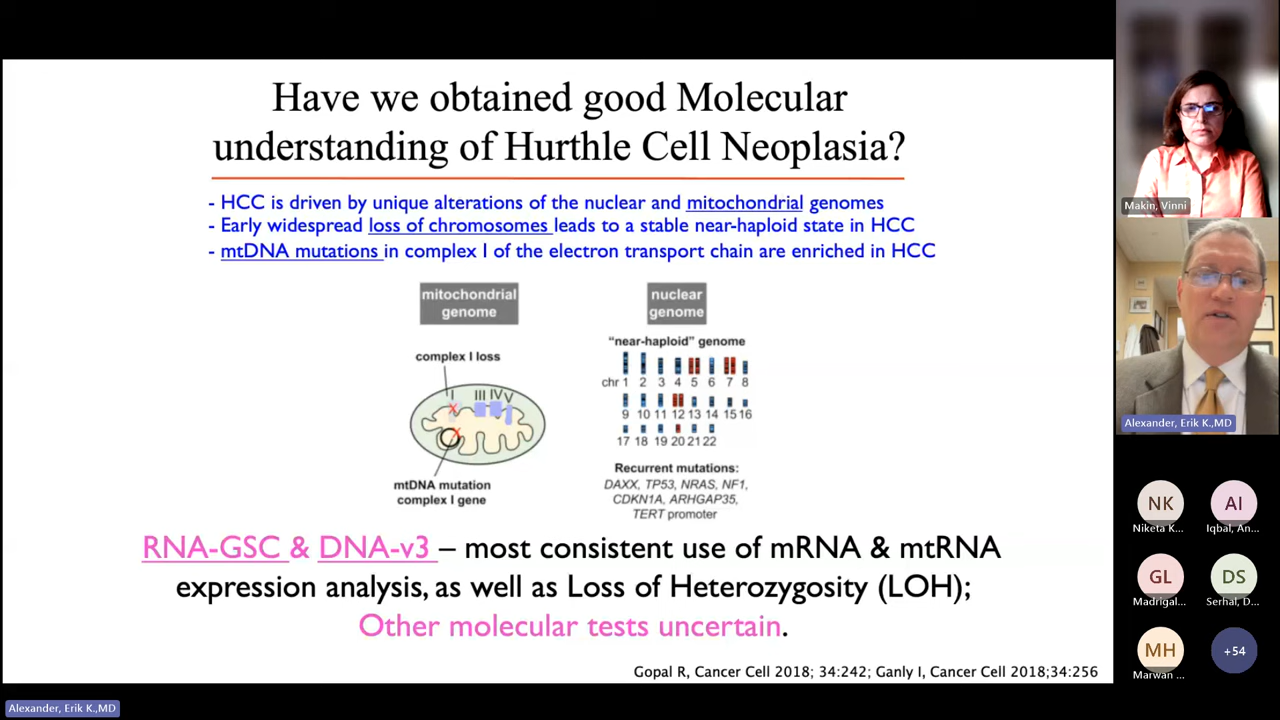 Have we obtained good Molecular
understanding of Hurthle Cell Neoplasia?
- HCC is driven by unique alterations of the nuclear and mitochondrial genomes
- Early widespread loss of chromosomes leads to a stable near-haploid state in HCC
- mtDNA mutations in complex I of the electron transport chain are enriched in HCC
mitochondrial
genome
complex I loss
I III IV V
mtDNA mutation
complex I gene
nuclear
genome
"near-haploid" genome
chr 1 2 3 4 5 6 7 8
9 10 11 12 13 14 15 16
17 18 19 20 21 22
Recurrent mutations:
DAXX, TP53, NRAS, NF1,
CDKN1A, ARHGAP35,
TERT promoter
RNA-GSC & DNA-v3 – most consistent use of mRNA & mtRNA
expression analysis, as well as Loss of Heterozygosity (LOH);
Other molecular tests uncertain.
Gopal R, Cancer Cell 2018; 34:242; Ganly I, Cancer Cell 2018;34:256
Alexander, Erik K.,MD
Makin, Vinni
Alexander, Erik K.,MD
NK
Niketa K...
AI
Iqbal, An...
GL
Madrigal...
DS
Serhal, D...
MH
Marwan ...
+54